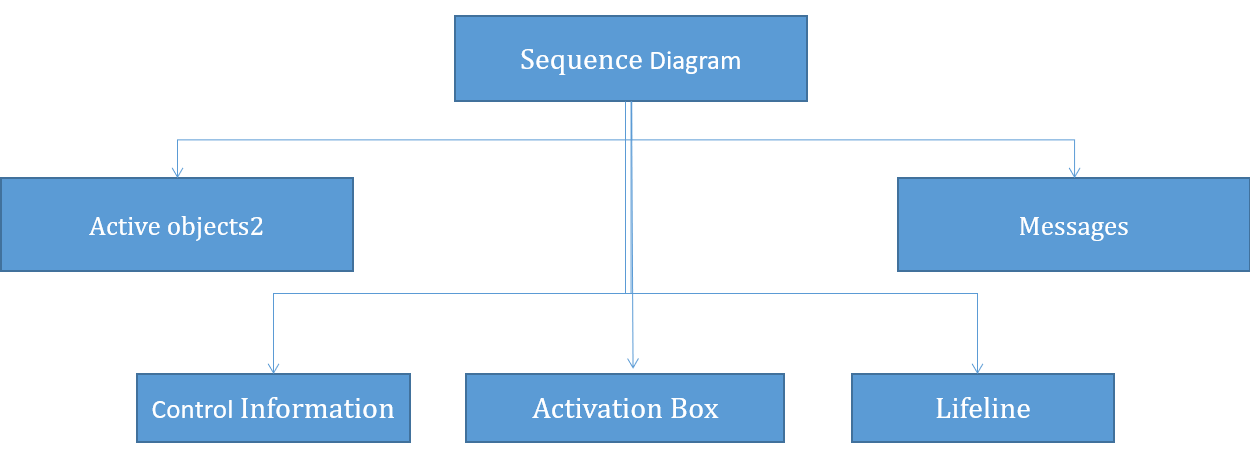 Sequence Diagram
Active objects2
Messages
Control Information
Activation Box
Lifeline